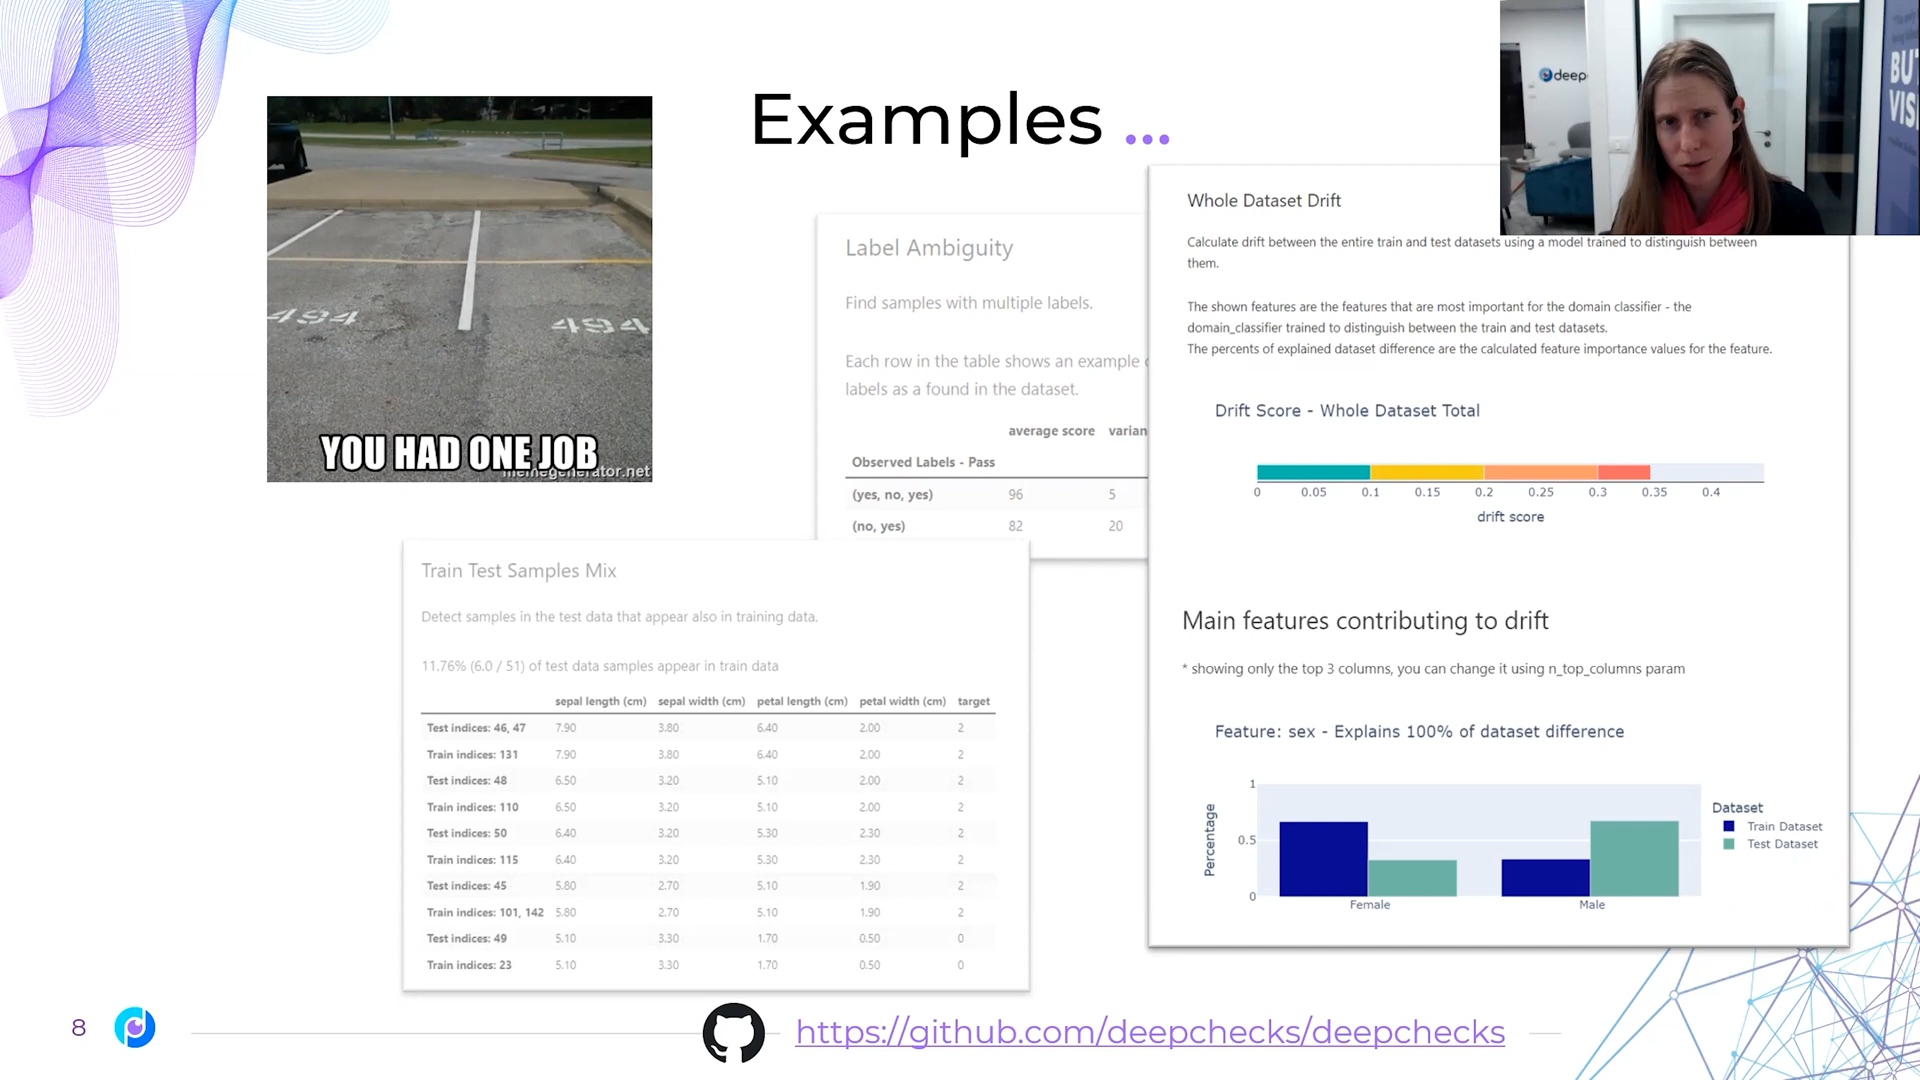 Examples ...
464 464
YOU HAD ONE JOB
memegenerator.net
deep
BUT
VIS
Label Ambiguity
Find samples with multiple labels.
Each row in the table shows an example
labels as a found in the dataset.
average score varian
Observed Labels - Pass
(yes, no, yes) 96 5
(no, yes) 82 20
Whole Dataset Drift
Calculate drift between the entire train and test datasets using a model trained to distinguish between
them.
The shown features are the features that are most important for the domain classifier - the
domain_classifier trained to distinguish between the train and test datasets.
The percents of explained dataset difference are the calculated feature importance values for the feature.
Drift Score - Whole Dataset Total
0 0.05 0.1 0.15 0.2 0.25 0.3 0.35 0.4
drift score
Main features contributing to drift
* showing only the top 3 columns, you can change it using n_top_columns param
Feature: sex - Explains 100% of dataset difference
Percentage
1
0.5
0
Female Male
Dataset
Train Dataset
Test Dataset
Train Test Samples Mix
Detect samples in the test data that appear also in training data.
11.76% (6.0 / 51) of test data samples appear in train data
sepal length (cm) sepal width (cm) petal length (cm) petal width (cm) target
Test indices: 46, 47 7.90 3.80 6.40 2.00 2
Train indices: 131 7.90 3.80 6.40 2.00 2
Test indices: 48 6.50 3.20 5.10 2.00 2
Train indices: 110 6.50 3.20 5.10 2.00 2
Test indices: 50 6.40 3.20 5.30 2.30 2
Train indices: 115 6.40 3.20 5.30 2.30 2
Test indices: 45 5.80 2.70 5.10 1.90 2
Train indices: 101, 142 5.80 2.70 5.10 1.90 2
Test indices: 49 5.10 3.30 1.70 0.50 0
Train indices: 23 5.10 3.30 1.70 0.50 0
8
https://github.com/deepchecks/deepchecks